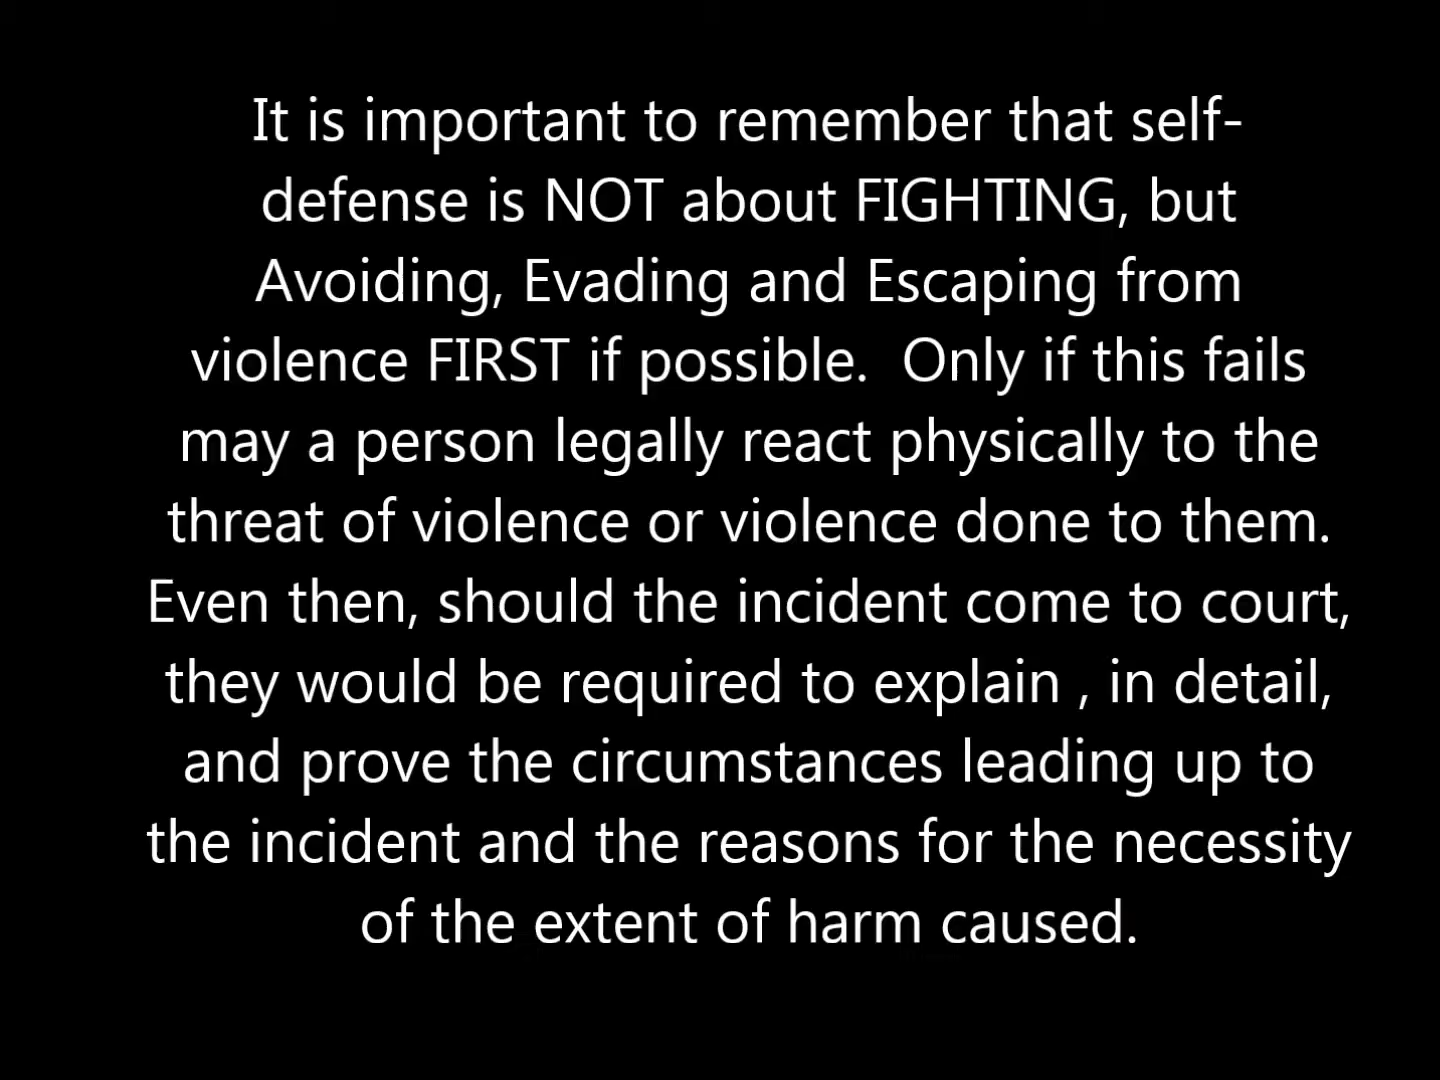 It is important to remember that self-
defense is NOT about FIGHTING, but
Avoiding, Evading and Escaping from
violence FIRST if possible.  Only if this fails
may a person legally react physically to the
threat of violence or violence done to them.
Even then, should the incident come to court,
they would be required to explain , in detail,
and prove the circumstances leading up to
the incident and the reasons for the necessity
of the extent of harm caused.